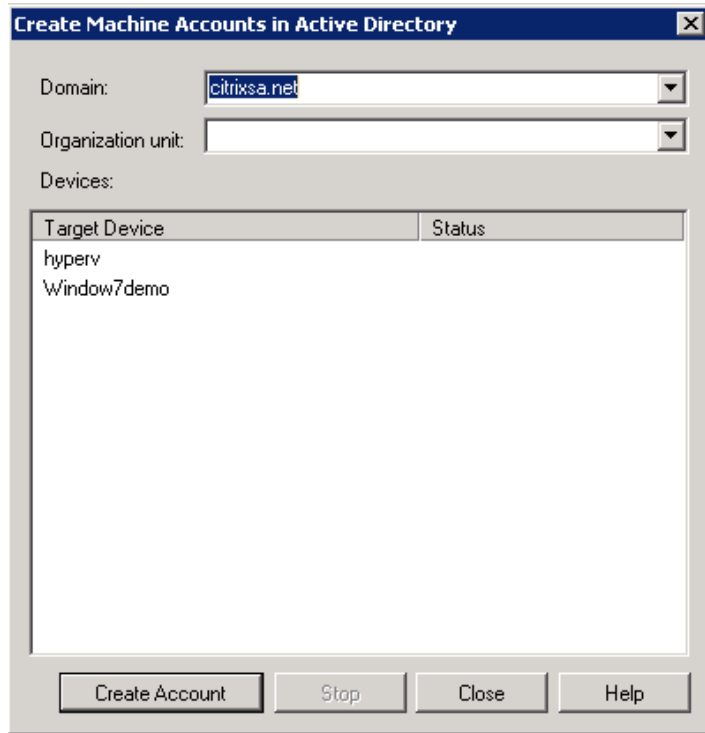 Create Machine Accounts in Active Directory
Domain: citrixsa.net
Organization unit:
Devices:
Target Device Status
hyperv
Window7demo
Create Account Stop Close Help